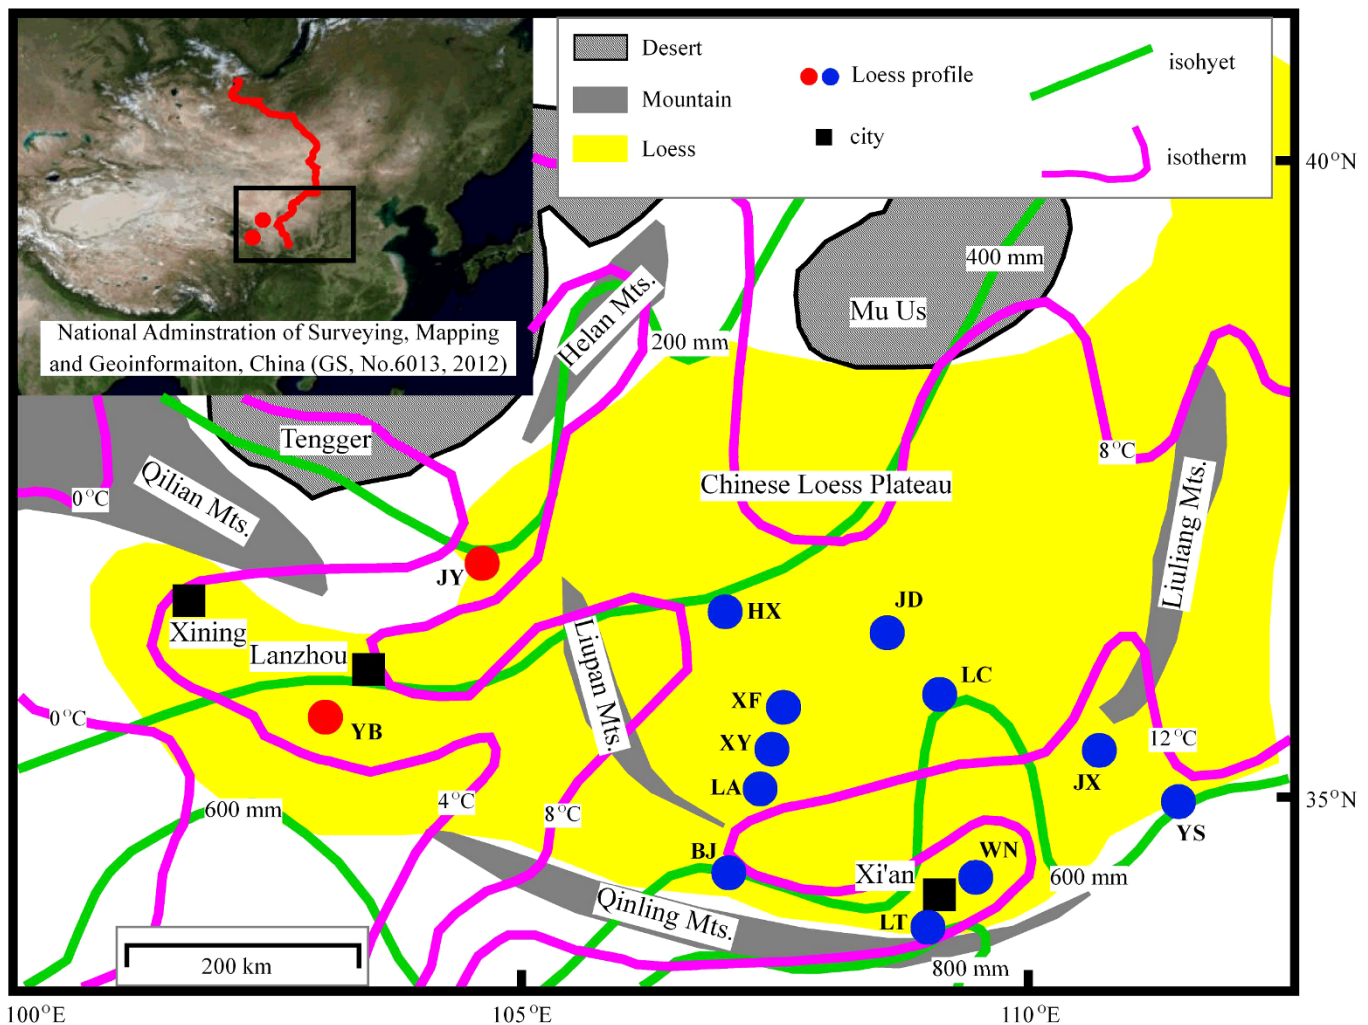 Desert
Mountain
Loess
Loess profile
city
isohyet
isotherm
National Adminstration of Surveying, Mapping
and Geoinformaiton, China (GS, No.6013, 2012)
40°N
400 mm
Mu Us
Helan Mts.
200 mm
Tengger
Qilian Mts.
0°C
8°C
Chinese Loess Plateau
Liuliang Mts.
JY
HX
JD
Xining
Lanzhou
Liupan Mts.
LC
0°C
YB
XF
XY
12°C
JX
LA
4°C
8°C
600 mm
35°N
YS
BJ
WN
Xi'an
600 mm
Qinling Mts.
LT
200 km
800 mm
100°E
105°E
110°E